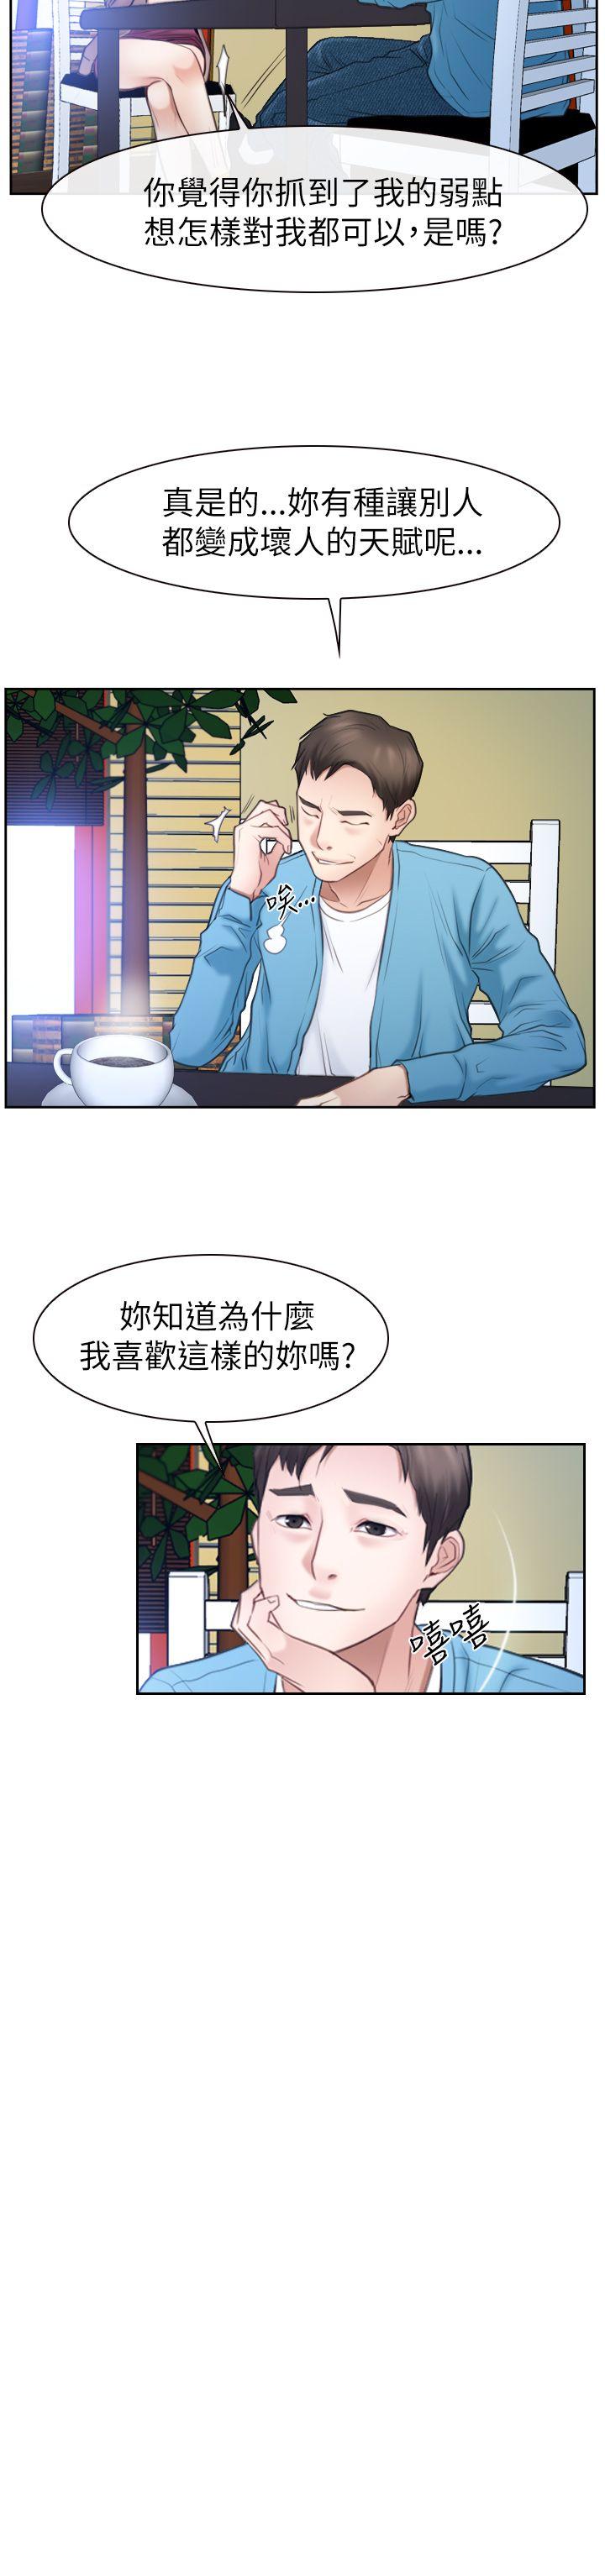 你覺得你抓到了我的弱點
想怎樣對我都可以，是嗎?
真是的...妳有種讓別人
都變成壞人的天賦呢...
唉...
妳知道為什麼
我喜歡這樣的妳嗎?
嘻嘻